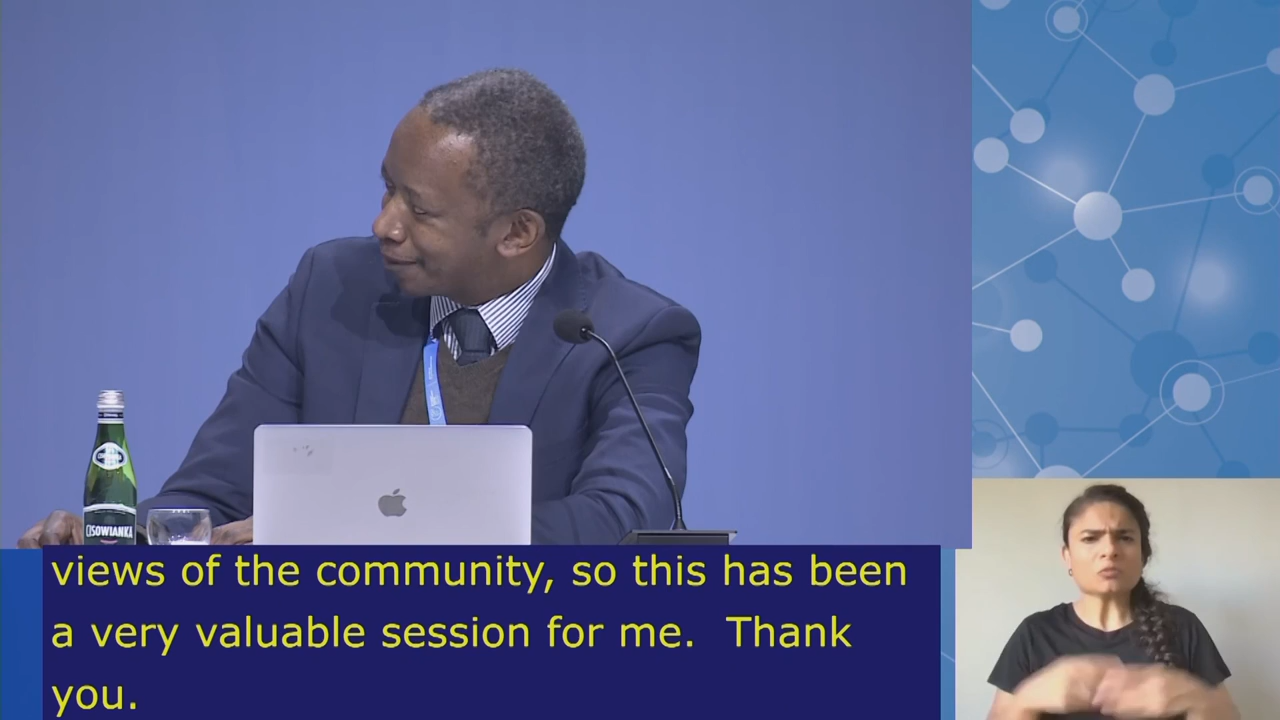 CISOWIANKA
views of the community, so this has been
a very valuable session for me.  Thank
you.